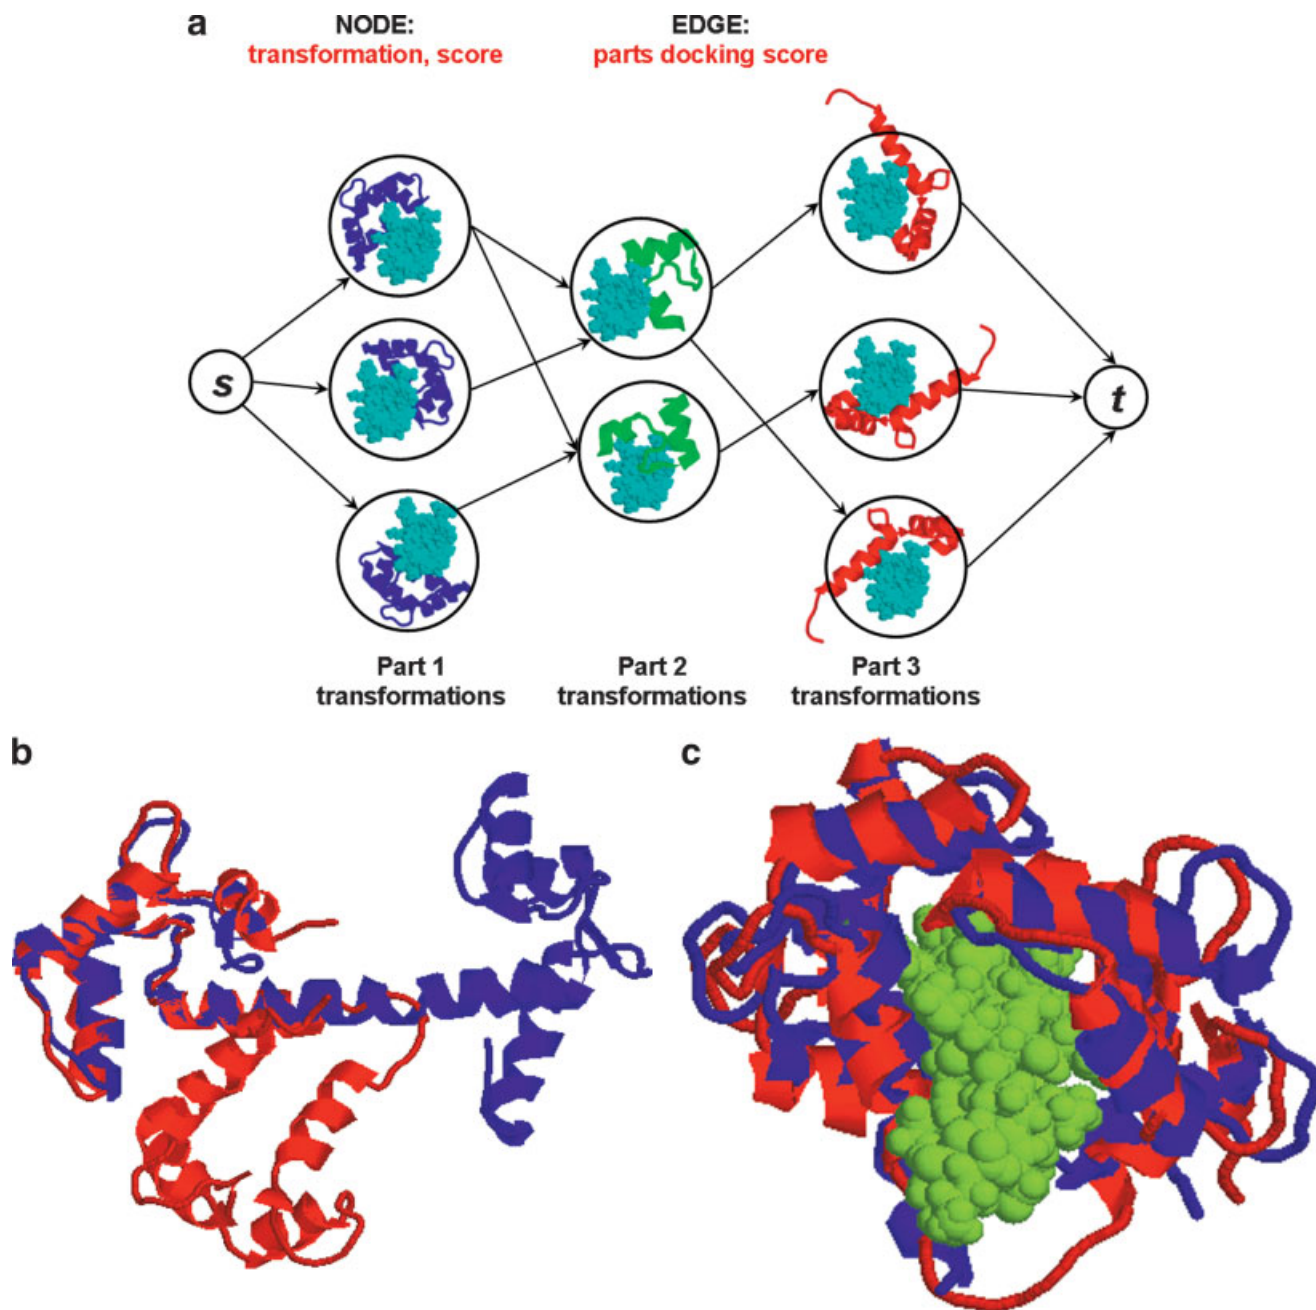 a
NODE:
transformation, score
EDGE:
parts docking score
s
t
Part 1
transformations
Part 2
transformations
Part 3
transformations
b
c